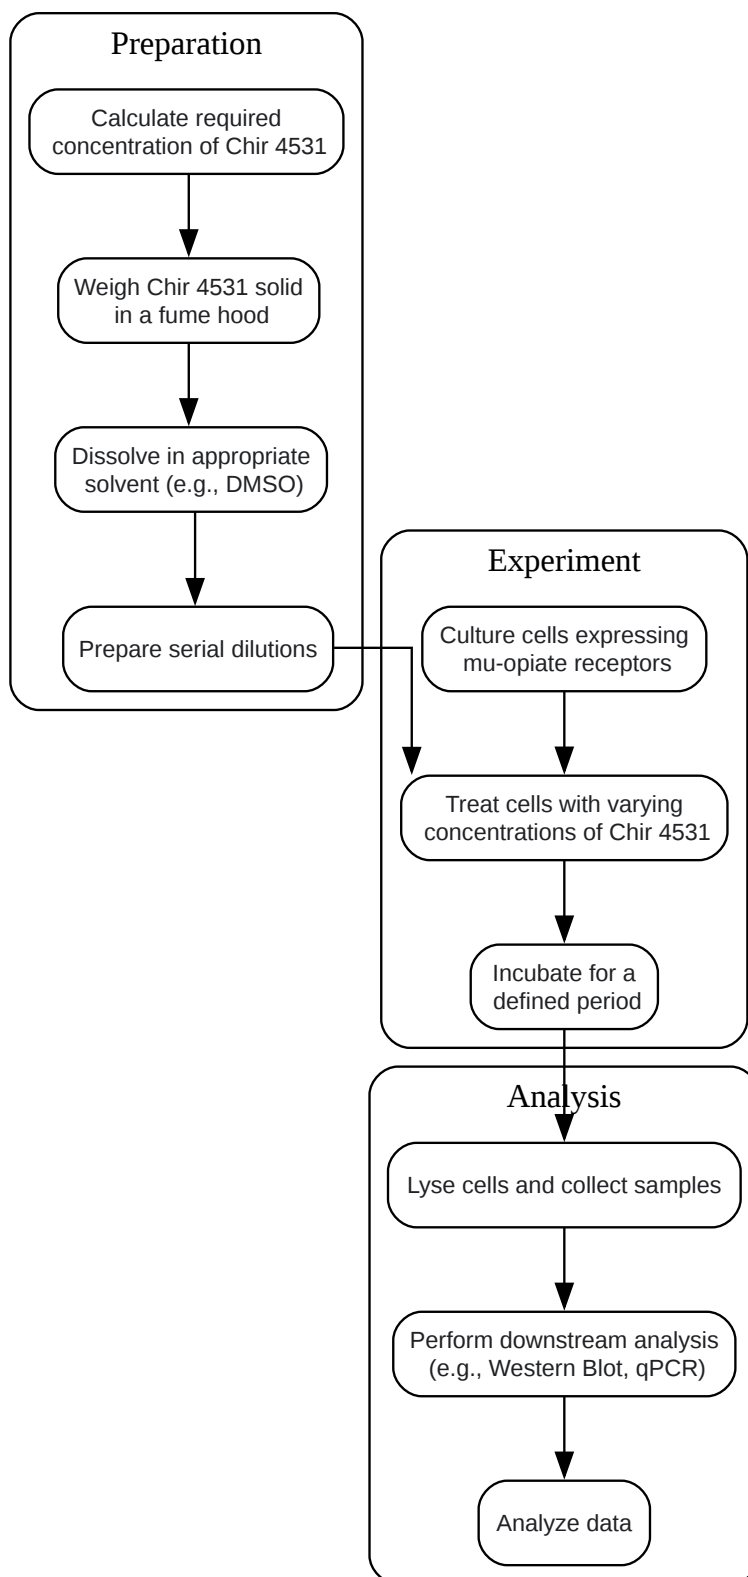 Preparation
Calculate required
concentration of Chir 4531
Weigh Chir 4531 solid
in a fume hood
Dissolve in appropriate
solvent (e.g., DMSO)
Prepare serial dilutions
Experiment
Culture cells expressing
mu-opiate receptors
Treat cells with varying
concentrations of Chir 4531
Incubate for a
defined period
Analysis
Lyse cells and collect samples
Perform downstream analysis
(e.g., Western Blot, qPCR)
Analyze data